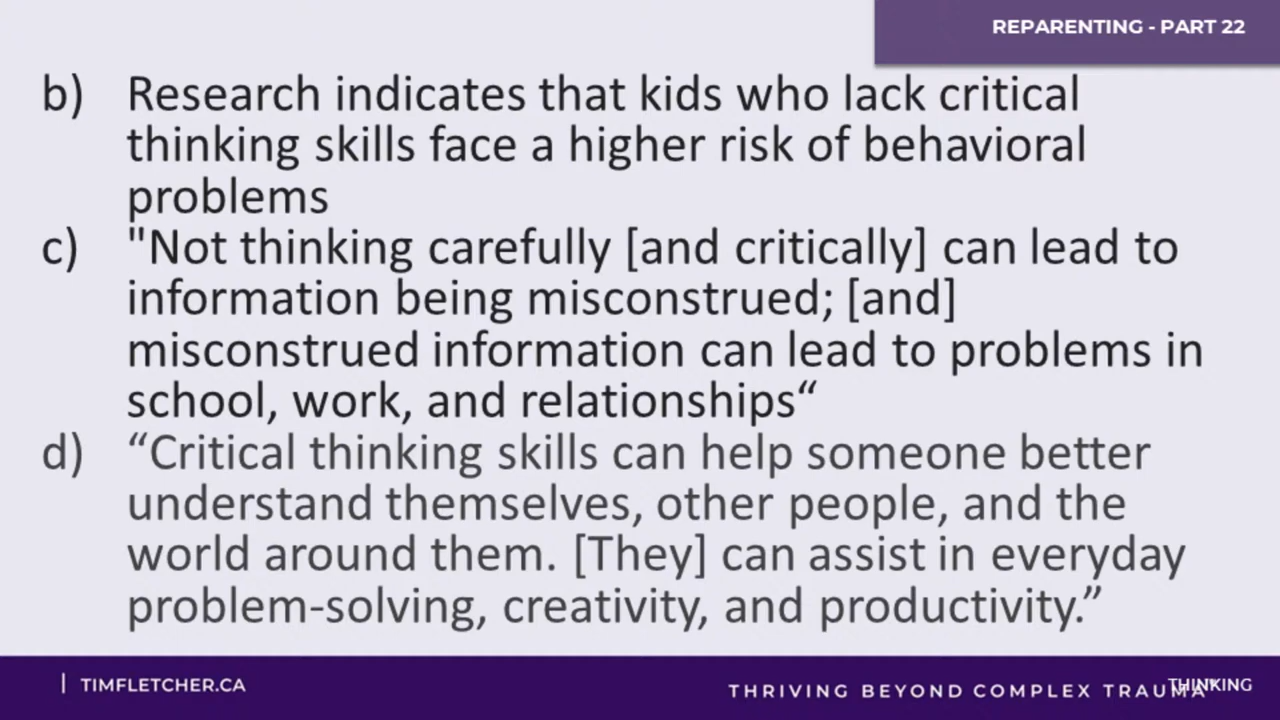 REPARENTING - PART 22
b) Research indicates that kids who lack critical
thinking skills face a higher risk of behavioral
problems
c) "Not thinking carefully [and critically] can lead to
information being misconstrued; [and]
misconstrued information can lead to problems in
school, work, and relationships“
d) “Critical thinking skills can help someone better
understand themselves, other people, and the
world around them. [They] can assist in everyday
problem-solving, creativity, and productivity.”
| TIMFLETCHER.CA
THRIVING BEYOND COMPLEX TRAUMA
THINKING